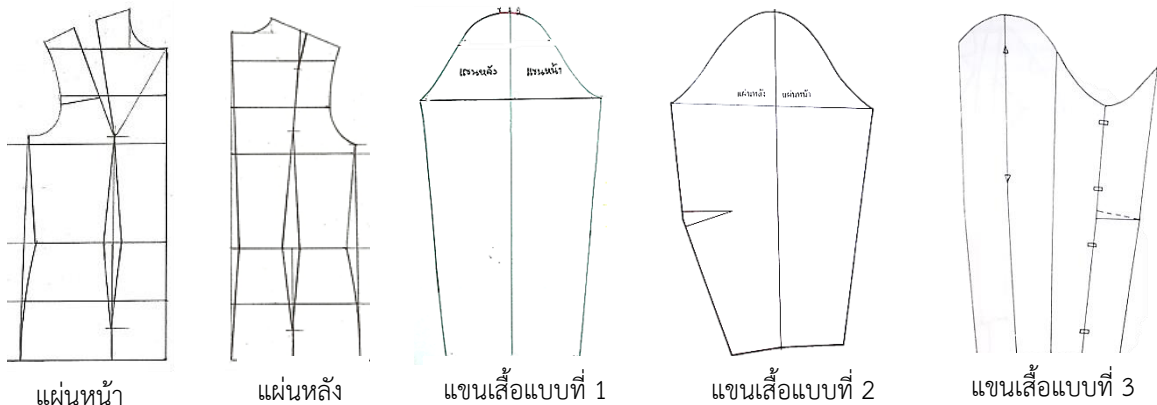 แขนหลัง แขนหน้า
แผ่นหลัง แผ่นหน้า
แผ่นหน้า
แผ่นหลัง
แขนเสื้อแบบที่ 1
แขนเสื้อแบบที่ 2
แขนเสื้อแบบที่ 3